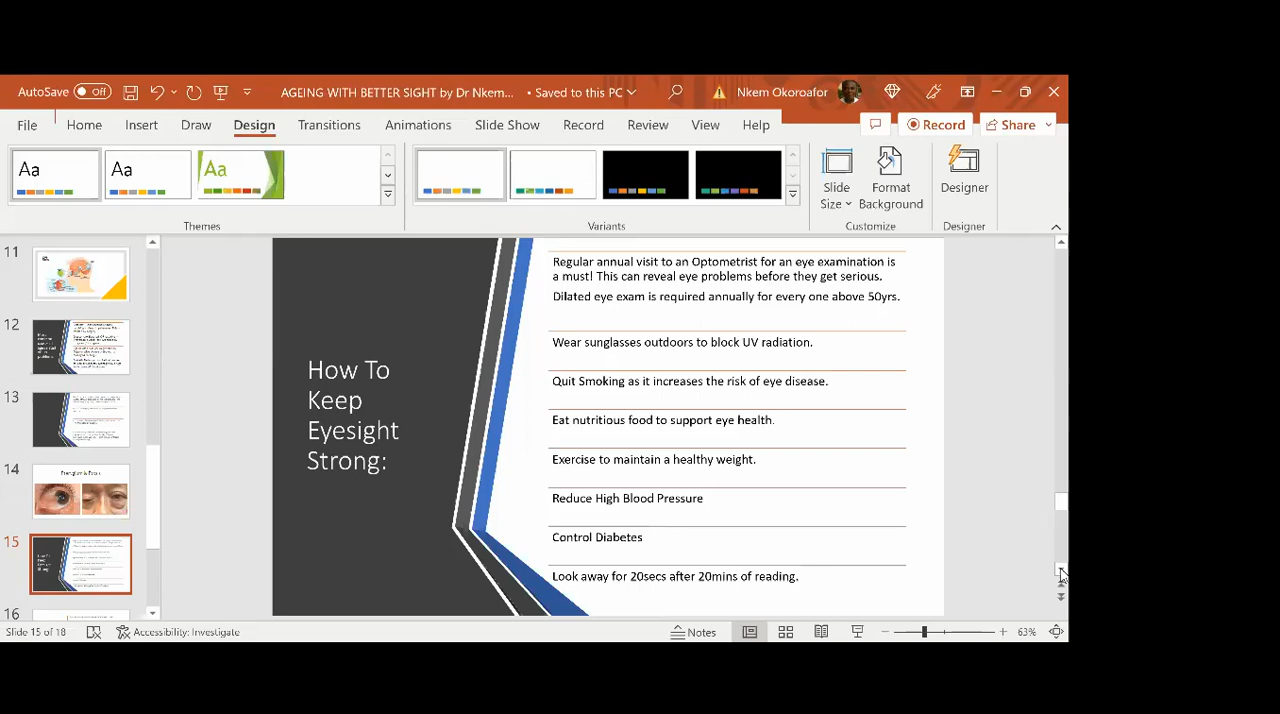 AutoSave Off AGEING WITH BETTER SIGHT by Dr Nkem... • Saved to this PC Nkem Okoroafor
File Home Insert Draw Design Transitions Animations Slide Show Record Review View Help Record Share
Aa Aa Aa
Slide Size Format Background Designer
Themes Variants Customize Designer
11
12
13
14
15
16
How To
Keep
Eyesight
Strong:
Regular annual visit to an Optometrist for an eye examination is
a must! This can reveal eye problems before they get serious.
Dilated eye exam is required annually for every one above 50yrs.
Wear sunglasses outdoors to block UV radiation.
Quit Smoking as it increases the risk of eye disease.
Eat nutritious food to support eye health.
Exercise to maintain a healthy weight.
Reduce High Blood Pressure
Control Diabetes
Look away for 20secs after 20mins of reading.
Slide 15 of 18 Accessibility: Investigate Notes 63%